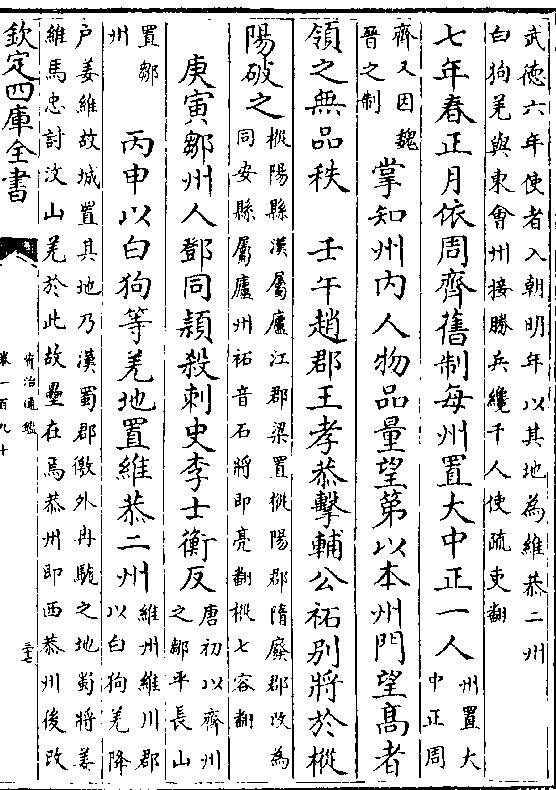 武德六年使者入朝明年以其地為維恭二州
白狗羌與東會州接勝兵纔千人使疏吏翻
七年春正月依周齊舊制每州置大中正一人
州置大
中正周
齊又因魏
晉之制
掌知州内人物品量望第以本州門望髙者
領之無品秩　壬午趙郡王孝恭擊輔公祏别將於樅
陽破之
樅陽縣漢屬廬江郡梁置樅陽郡隋廢郡改為
同安縣屬廬州祏音石將即亮翻樅七容翻
庚寅鄒州人鄧同頴殺刺史李士衡反
唐初以齊州
之鄒平長山
置鄒
州
丙申以白狗等羌地置維恭二州
維州維川郡
以白狗羌降
户姜維故城置其地乃漢蜀郡徼外冉駹之地蜀將姜
維馬忠討汶山羌於此故壘在焉恭州即西恭州後改
欽定四庫全書
資治通鑑
卷一百九十
三七